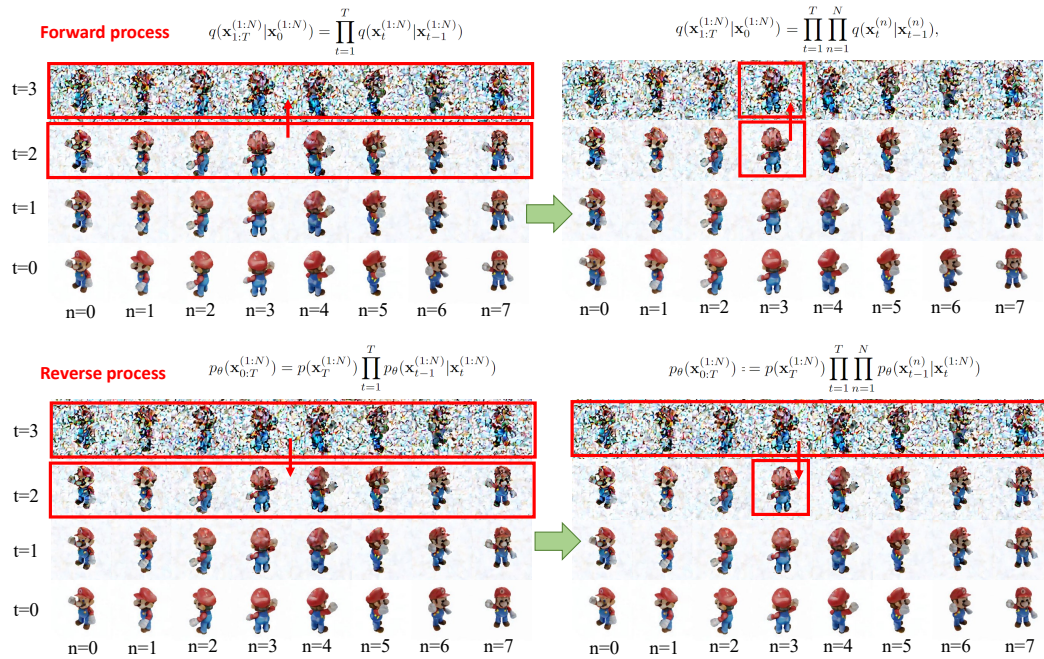 Forward process q(x_{1:T}^{(1:N)}|x_0^{(1:N)}) = ∏_{t=1}^{T} q(x_t^{(1:N)}|x_{t-1}^{(1:N)})
q(x_{1:T}^{(1:N)}|x_0^{(1:N)}) = ∏_{t=1}^{T} ∏_{n=1}^{N} q(x_t^{(n)}|x_{t-1}^{(n)}),
t=3
t=2
t=1
t=0
n=0 n=1 n=2 n=3 n=4 n=5 n=6 n=7
n=0 n=1 n=2 n=3 n=4 n=5 n=6 n=7
Reverse process p_θ(x_{0:T}^{(1:N)}) = p(x_T^{(1:N)}) ∏_{t=1}^{T} p_θ(x_{t-1}^{(1:N)}|x_t^{(1:N)})
p_θ(x_{0:T}^{(1:N)}) := p(x_T^{(1:N)}) ∏_{t=1}^{T} ∏_{n=1}^{N} p_θ(x_{t-1}^{(n)}|x_t^{(1:N)})
t=3
t=2
t=1
t=0
n=0 n=1 n=2 n=3 n=4 n=5 n=6 n=7
n=0 n=1 n=2 n=3 n=4 n=5 n=6 n=7